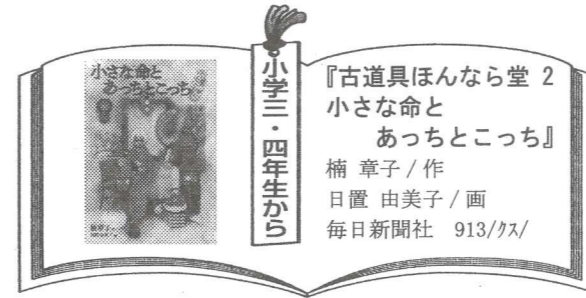 小さな命と
あっちとこっち
小学三・四年生から
『古道具ほんなら堂 2
小さな命と
あっちとこっち』
楠 章子/作
日置 由美子/画
毎日新聞社 913/ｸｽ/